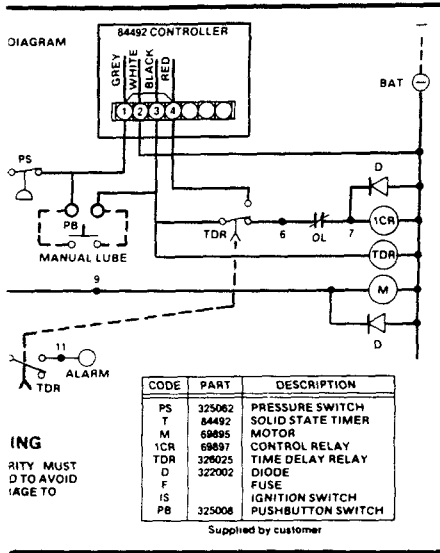 84492 CONTROLLER
DIAGRAM
GREY
WHITE
BLACK
RED
1 2 3 4
BAT
PS
D
PB
MANUAL LUBE
TDR
6
OL
7
1CR
TDR
9
M
D
11
ALARM
TDR
CODE PART DESCRIPTION
PS 325062 PRESSURE SWITCH
T 84492 SOLID STATE TIMER
M 69895 MOTOR
1CR 69897 CONTROL RELAY
TDR 326025 TIME DELAY RELAY
D 322002 DIODE
F FUSE
IS IGNITION SWITCH
PB 325008 PUSHBUTTON SWITCH
Supplied by customer
ING
RITY MUST
D TO AVOID
AGE TO